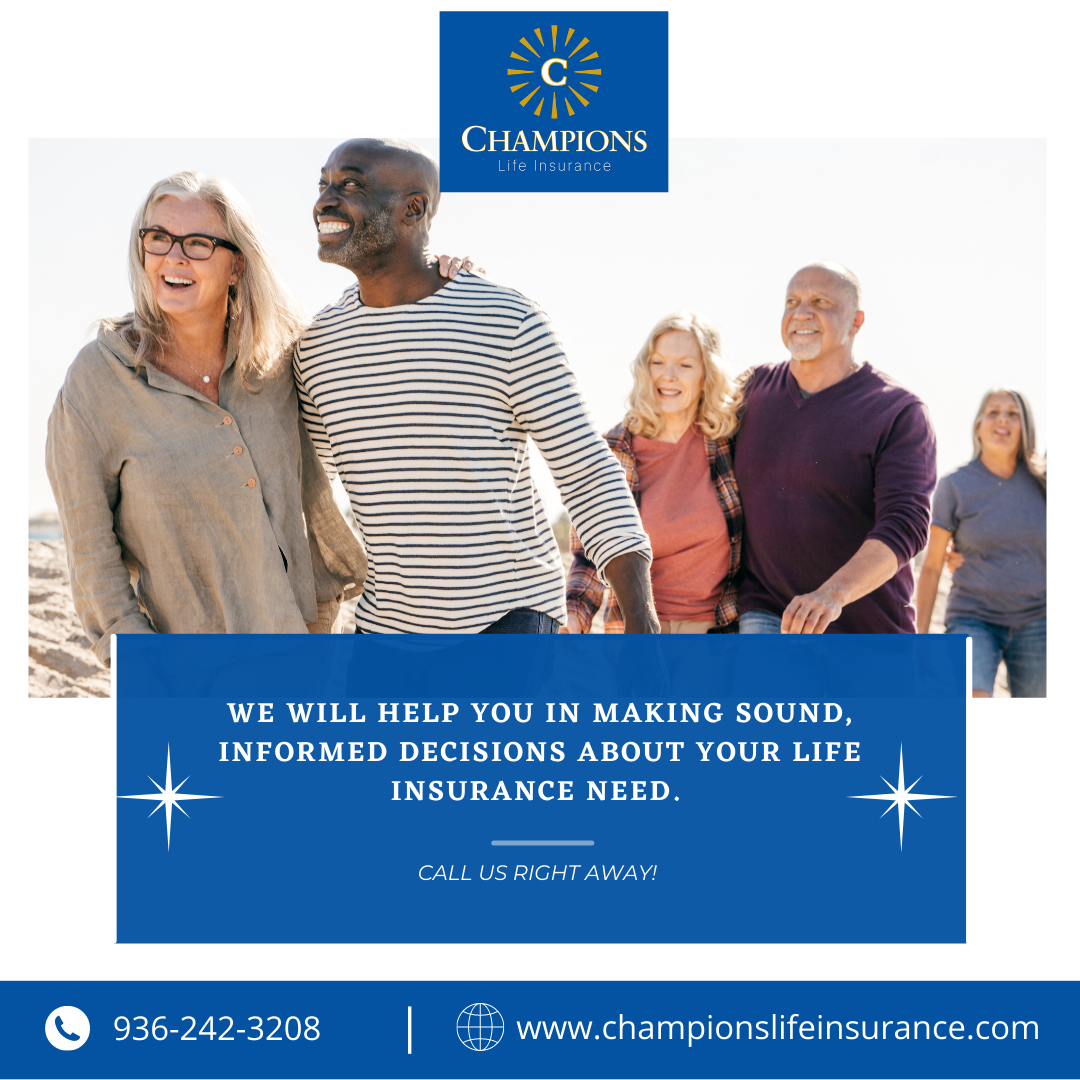 C
CHAMPIONS
Life Insurance
WE WILL HELP YOU IN MAKING SOUND,
INFORMED DECISIONS ABOUT YOUR LIFE
INSURANCE NEED.
CALL US RIGHT AWAY!
936-242-3208 | www.championslifeinsurance.com